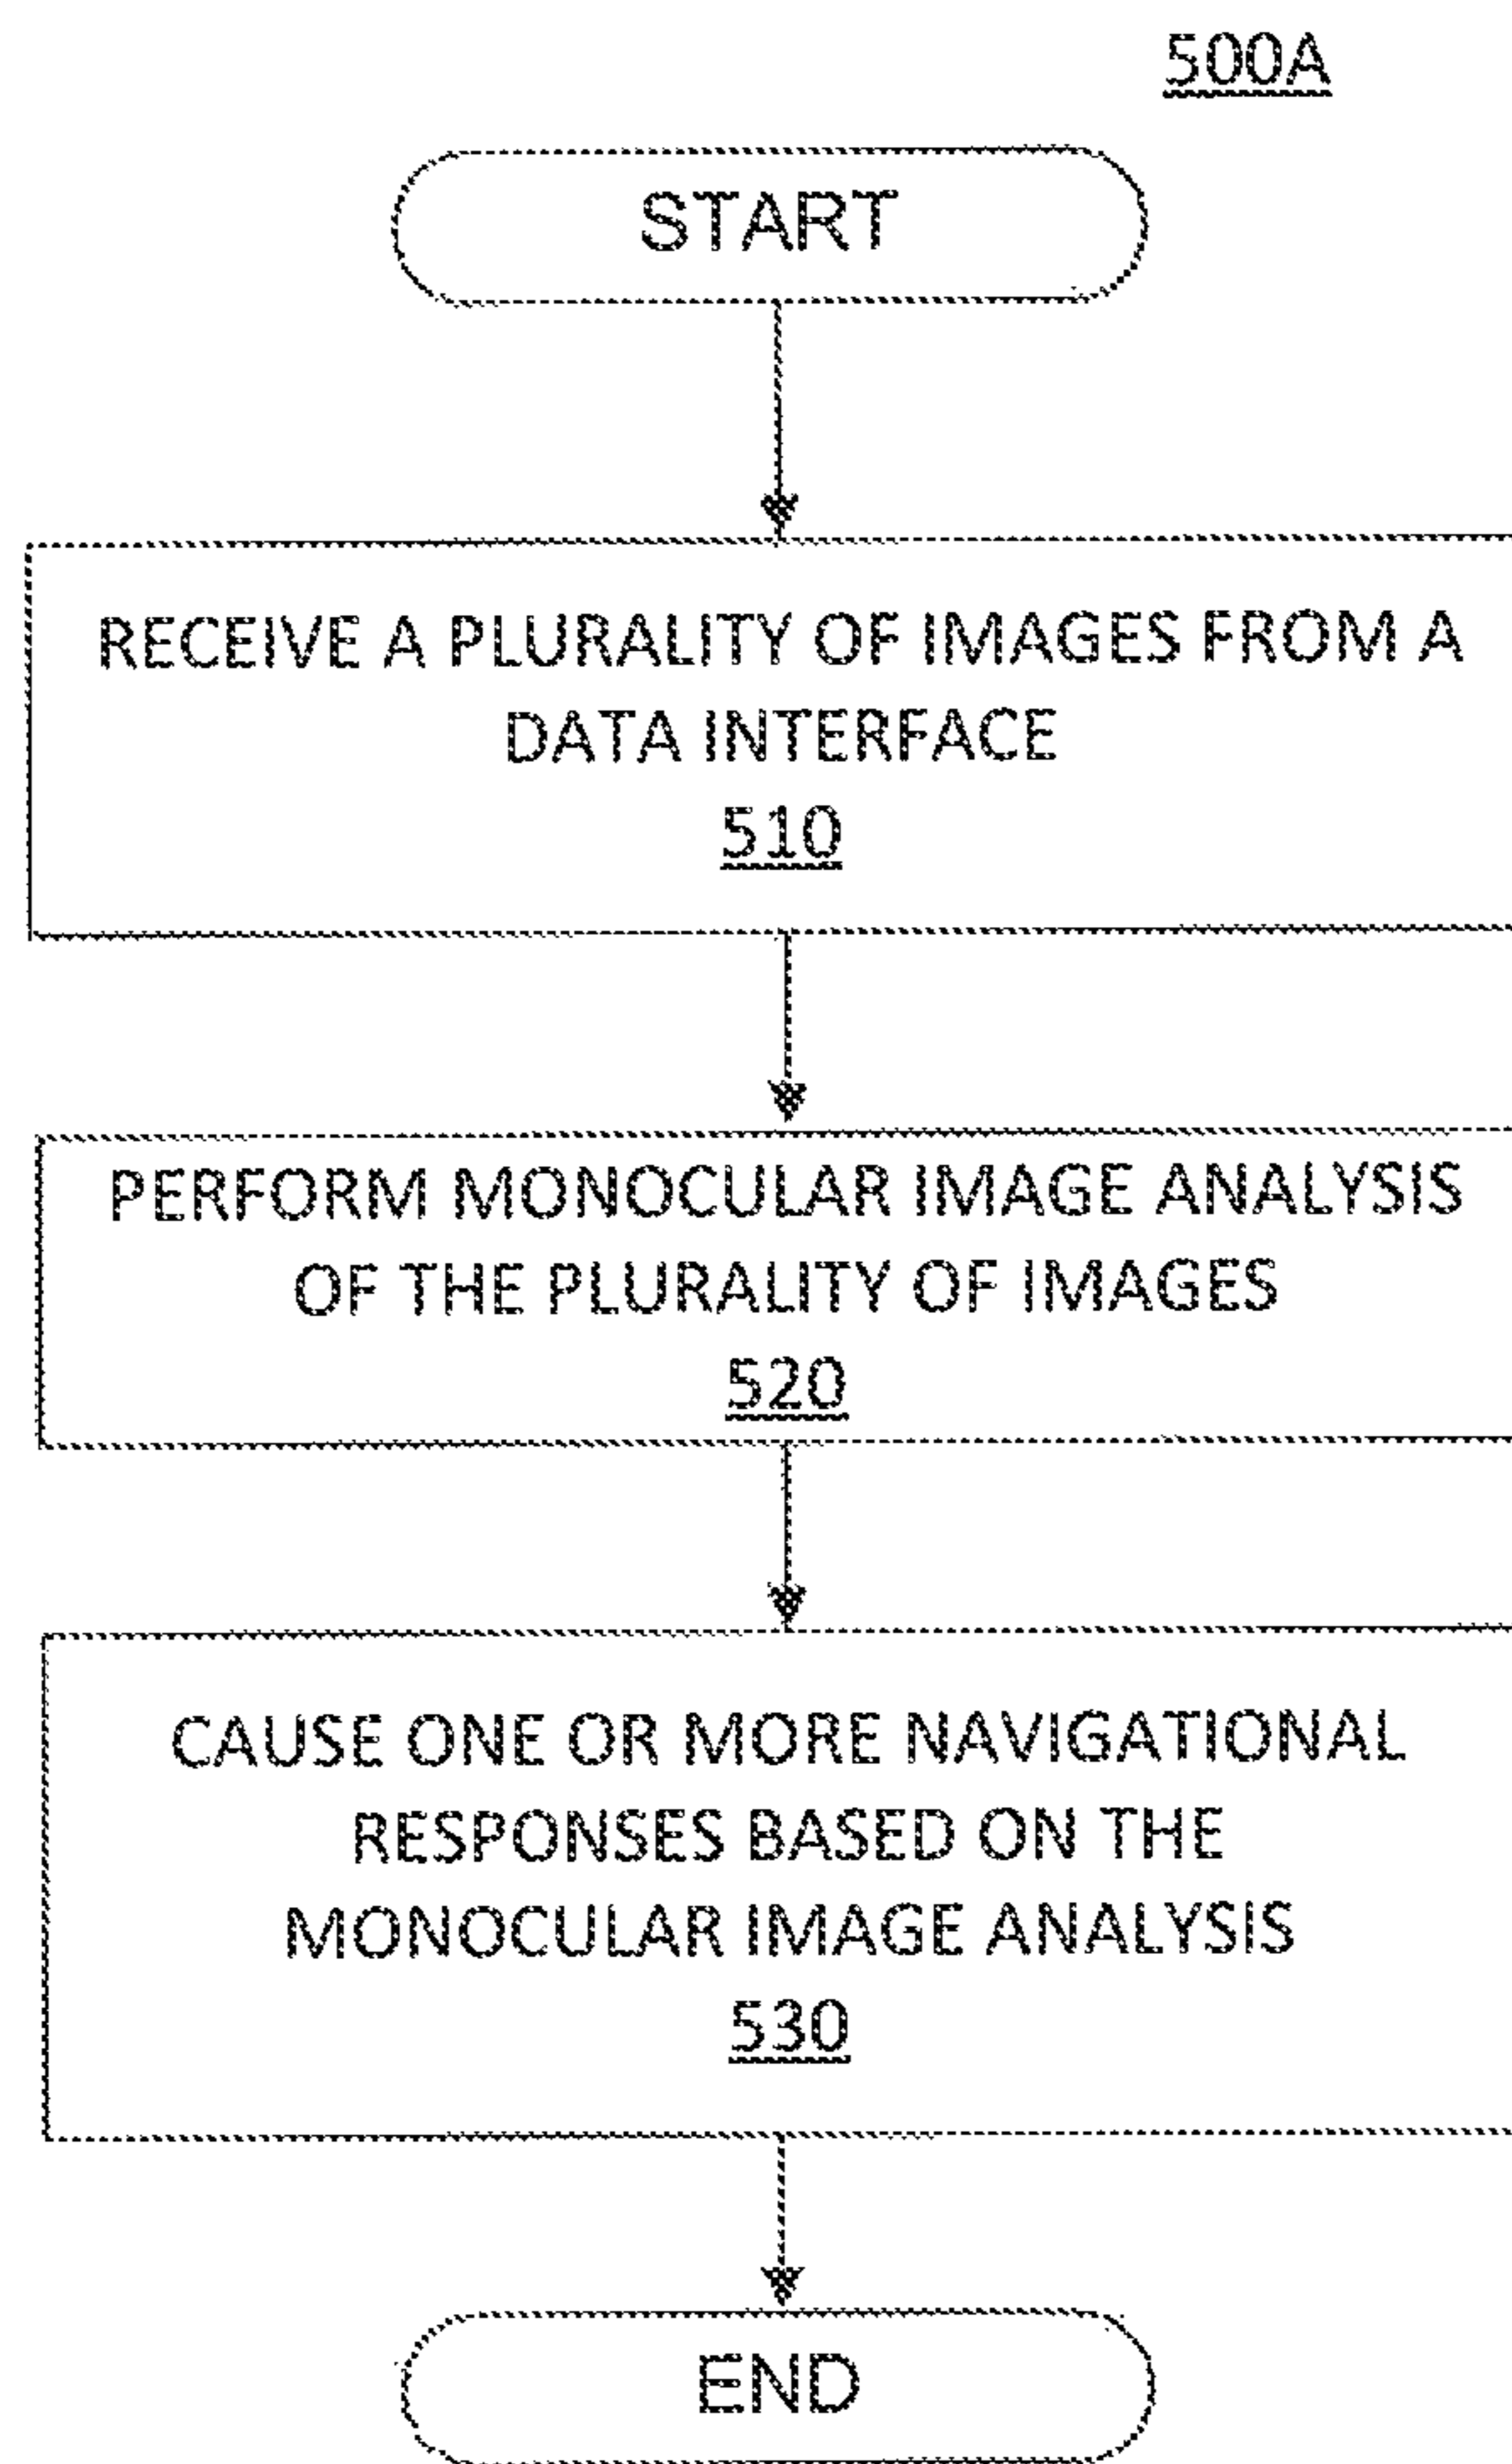 500A
START
RECEIVE A PLURALITY OF IMAGES FROM A
DATA INTERFACE
510
PERFORM MONOCULAR IMAGE ANALYSIS
OF THE PLURALITY OF IMAGES
520
CAUSE ONE OR MORE NAVIGATIONAL
RESPONSES BASED ON THE
MONOCULAR IMAGE ANALYSIS
530
END